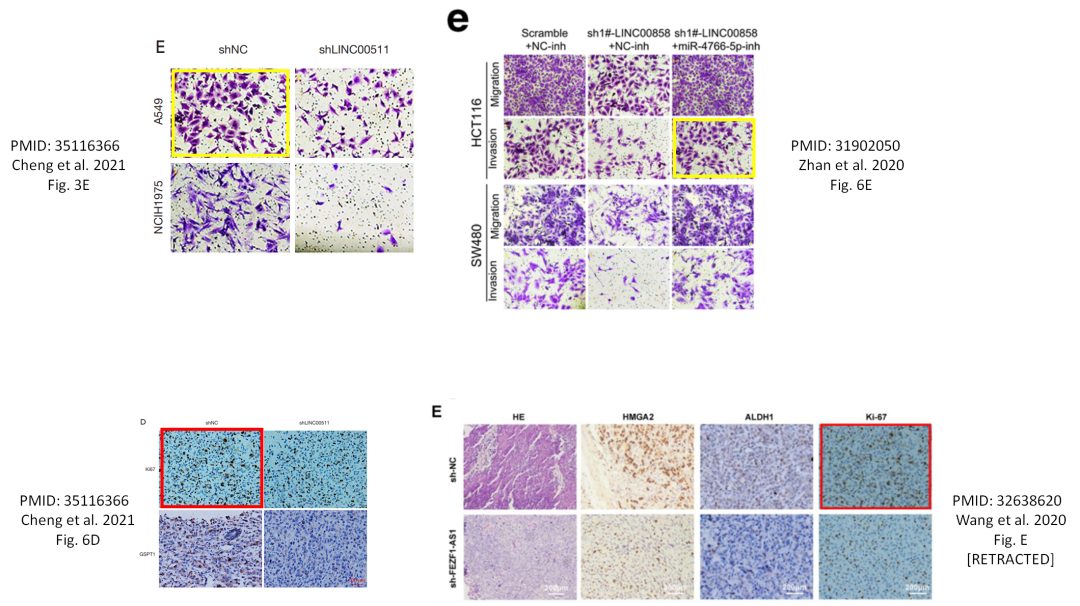 E
shNC shLINC00511
A549
NCIH1975
PMID: 35116366
Cheng et al. 2021
Fig. 3E
e
Scramble +NC-inh
sh1#-LINC00858 +NC-inh
sh1#-LINC00858 +miR-4766-5p-inh
HCT116
Migration
Invasion
SW480
Migration
Invasion
PMID: 31902050
Zhan et al. 2020
Fig. 6E
D
shNC shLINC00511
Ki67
GSPT1
PMID: 35116366
Cheng et al. 2021
Fig. 6D
E
HE HMGA2 ALDH1 Ki-67
sh-NC
sh-FEZF1-AS1
200μm
200μm
200μm
200μm
PMID: 32638620
Wang et al. 2020
Fig. E
[RETRACTED]